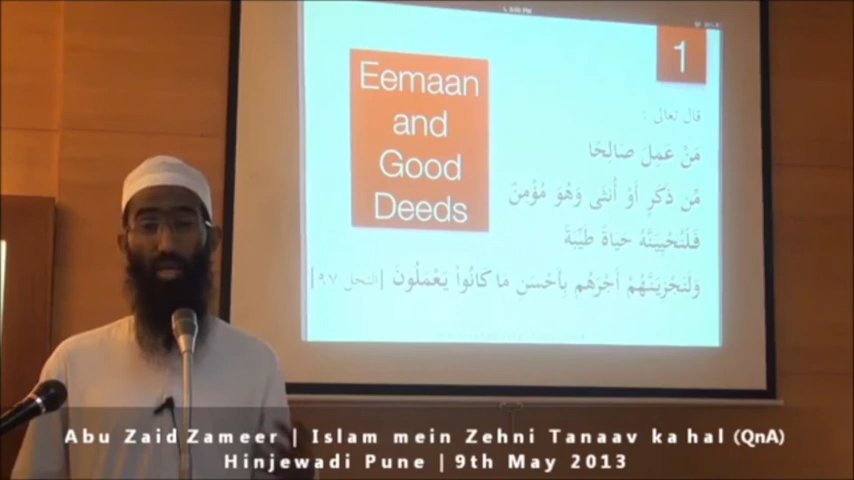 1
Eemaan
and
Good
Deeds
قال تعالى :
مَنْ عَمِلَ صَالِحًا
مِّن ذَكَرٍ أَوْ أُنثَى وَهُوَ مُؤْمِنٌ
فَلَنُحْيِيَنَّهُ حَيَاةً طَيِّبَةً
وَلَنَجْزِيَنَّهُمْ أَجْرَهُم بِأَحْسَنِ مَا كَانُواْ يَعْمَلُونَ [النحل ٩٧]
Abu Zaid Zameer | Islam mein Zehni Tanaav ka hal (QnA)
Hinjewadi Pune | 9th May 2013